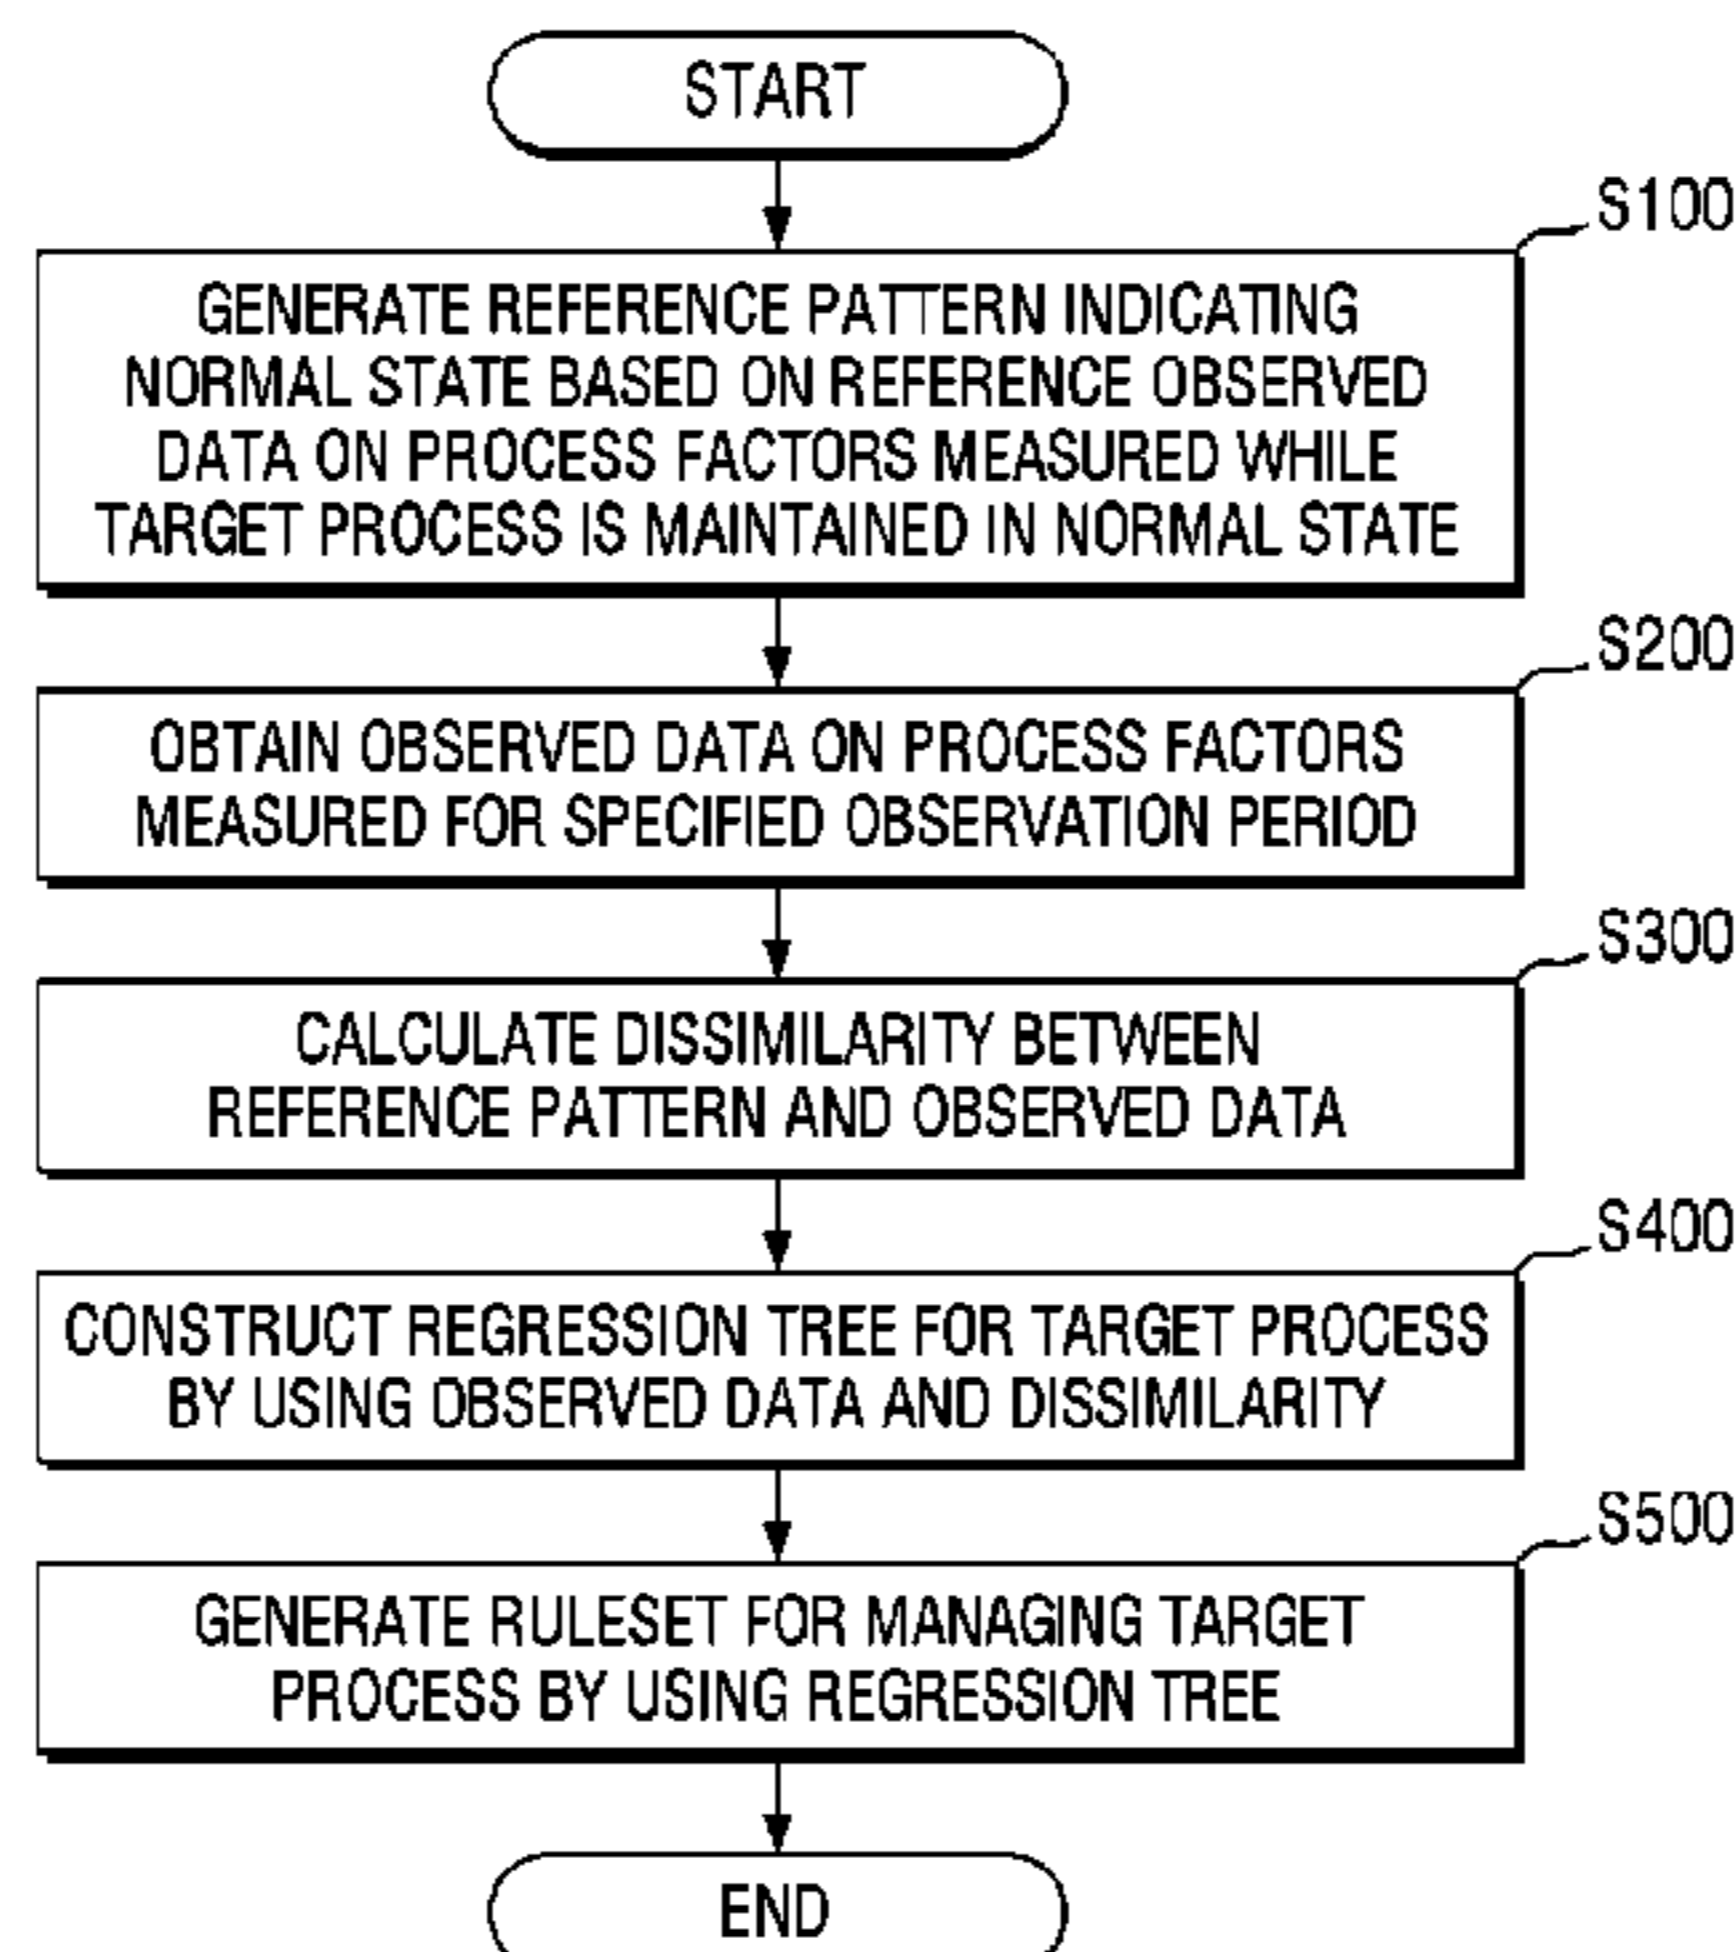 START
S100
GENERATE REFERENCE PATTERN INDICATING
NORMAL STATE BASED ON REFERENCE OBSERVED
DATA ON PROCESS FACTORS MEASURED WHILE
TARGET PROCESS IS MAINTAINED IN NORMAL STATE
S200
OBTAIN OBSERVED DATA ON PROCESS FACTORS
MEASURED FOR SPECIFIED OBSERVATION PERIOD
S300
CALCULATE DISSIMILARITY BETWEEN
REFERENCE PATTERN AND OBSERVED DATA
S400
CONSTRUCT REGRESSION TREE FOR TARGET PROCESS
BY USING OBSERVED DATA AND DISSIMILARITY
S500
GENERATE RULESET FOR MANAGING TARGET
PROCESS BY USING REGRESSION TREE
END